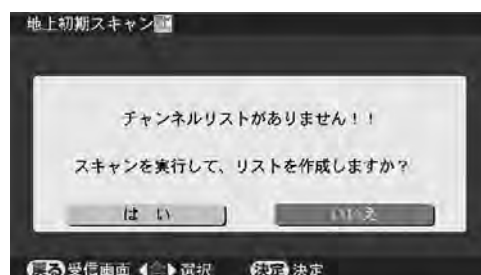 地上初期スキャン
チャンネルリストがありません！！
スキャンを実行して、リストを作成しますか？
はい いいえ
戻る 受信画面 選択 決定 決定